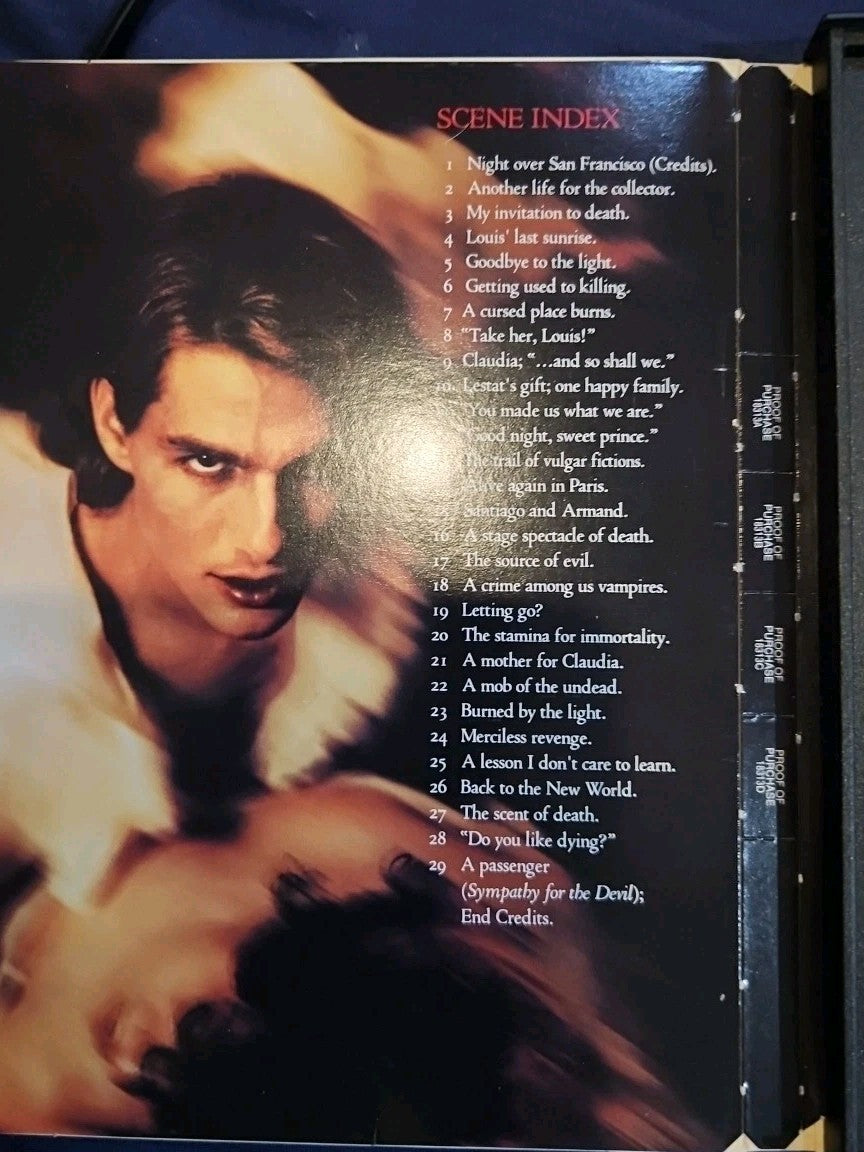 SCENE INDEX
1 Night over San Francisco (Credits).
2 Another life for the collector.
3 My invitation to death.
4 Louis' last sunrise.
5 Goodbye to the light.
6 Getting used to killing.
7 A cursed place burns.
8 "Take her, Louis!"
9 Claudia; "...and so shall we."
10. Lestat's gift; one happy family.
"You made us what we are."
"Good night, sweet prince."
The trail of vulgar fictions.
Alive again in Paris.
15 Santiago and Armand.
16 A stage spectacle of death.
17 The source of evil.
18 A crime among us vampires.
19 Letting go?
20 The stamina for immortality.
21 A mother for Claudia.
22 A mob of the undead.
23 Burned by the light.
24 Merciless revenge.
25 A lesson I don't care to learn.
26 Back to the New World.
27 The scent of death.
28 "Do you like dying?"
29 A passenger
(Sympathy for the Devil);
End Credits.
PROOF OF
PURCHASE
18313A
PROOF OF
PURCHASE
18313B
PROOF OF
PURCHASE
18313C
PROOF OF
PURCHASE
18313D